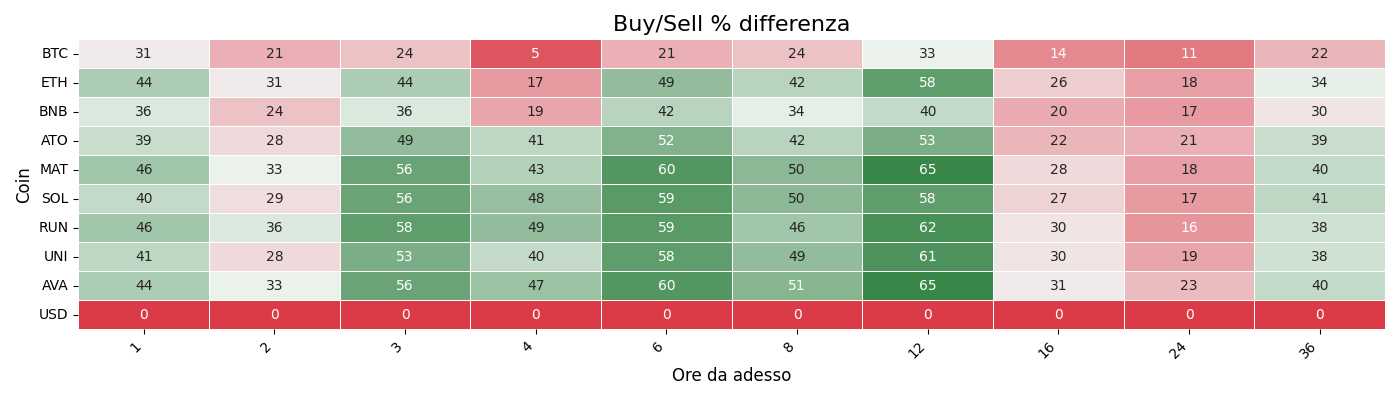 Buy/Sell % differenza
BTC 31 21 24 5 21 24 33 14 11 22
ETH 44 31 44 17 49 42 58 26 18 34
BNB 36 24 36 19 42 34 40 20 17 30
ATO 39 28 49 41 52 42 53 22 21 39
MAT 46 33 56 43 60 50 65 28 18 40
SOL 40 29 56 48 59 50 58 27 17 41
RUN 46 36 58 49 59 46 62 30 16 38
UNI 41 28 53 40 58 49 61 30 19 38
AVA 44 33 56 47 60 51 65 31 23 40
USD 0 0 0 0 0 0 0 0 0 0
1 2 3 4 6 8 12 16 24 36
Coin
Ore da adesso